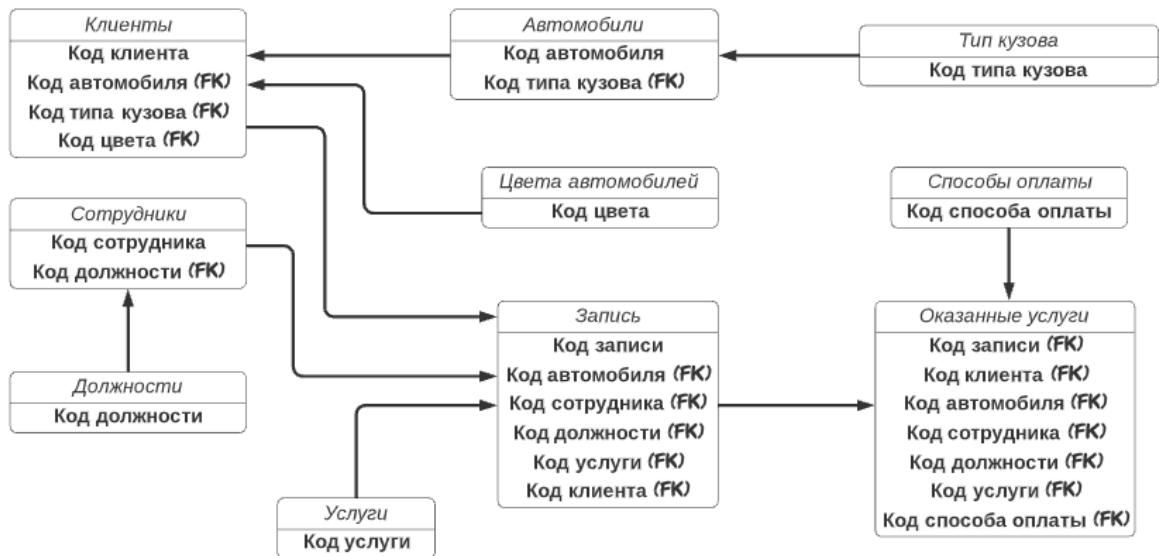 Клиенты
Код клиента
Код автомобиля (FK)
Код типа кузова (FK)
Код цвета (FK)
Автомобили
Код автомобиля
Код типа кузова (FK)
Тип кузова
Код типа кузова
Цвета автомобилей
Код цвета
Способы оплаты
Код способа оплаты
Сотрудники
Код сотрудника
Код должности (FK)
Должности
Код должности
Запись
Код записи
Код автомобиля (FK)
Код сотрудника (FK)
Код должности (FK)
Код услуги (FK)
Код клиента (FK)
Оказанные услуги
Код записи (FK)
Код клиента (FK)
Код автомобиля (FK)
Код сотрудника (FK)
Код должности (FK)
Код услуги (FK)
Код способа оплаты (FK)
Услуги
Код услуги